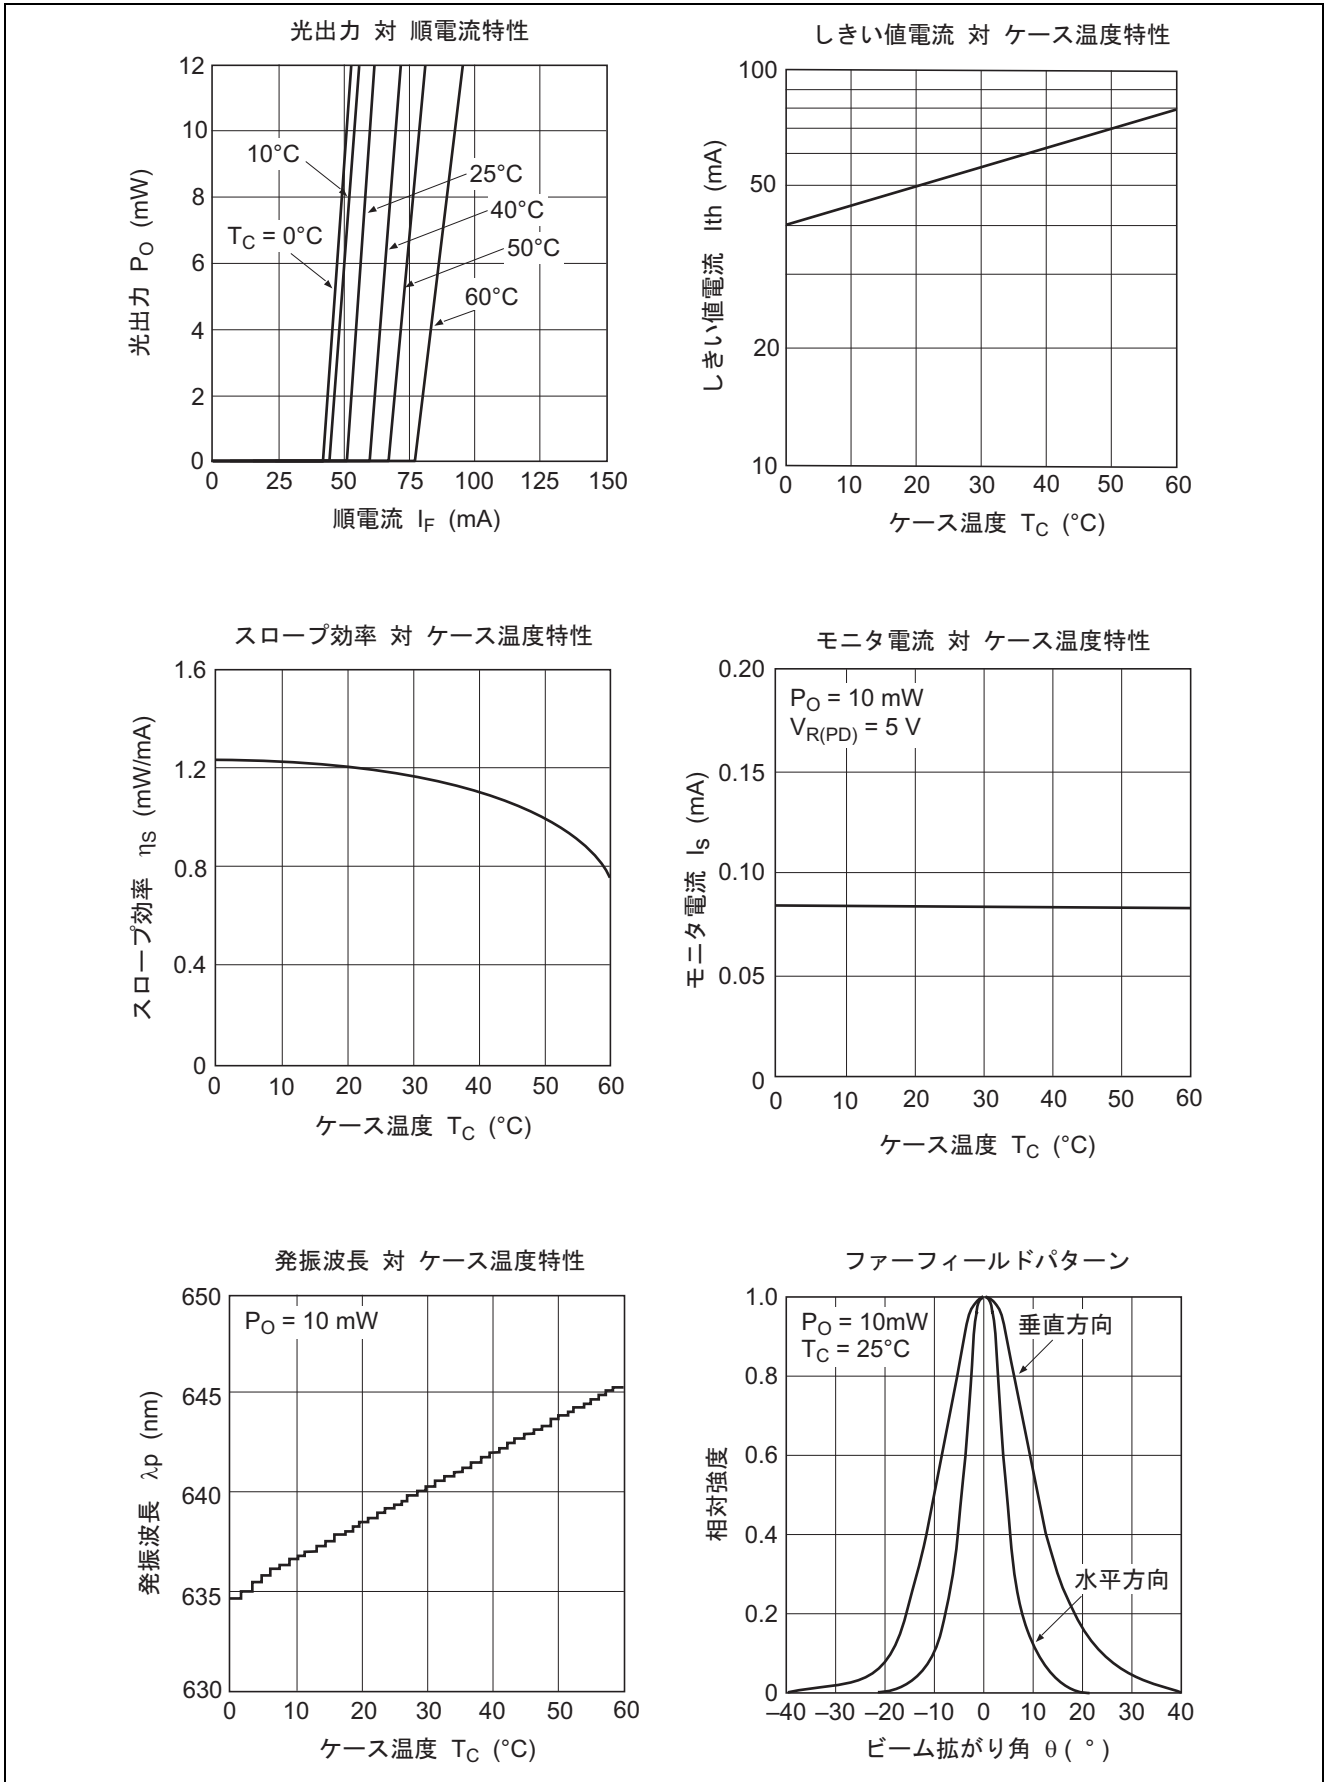 光出力 対 順電流特性
12
10
8
6
4
2
0
光出力 PO (mW)
10°C
TC = 0°C
25°C
40°C
50°C
60°C
0 25 50 75 100 125 150
順電流 IF (mA)
しきい値電流 対 ケース温度特性
100
50
20
10
しきい値電流 Ith (mA)
0 10 20 30 40 50 60
ケース温度 TC (°C)
スロープ効率 対 ケース温度特性
1.6
1.2
0.8
0.4
0
スロープ効率 ηS (mW/mA)
0 10 20 30 40 50 60
ケース温度 TC (°C)
モニタ電流 対 ケース温度特性
0.20
0.15
0.10
0.05
0
モニタ電流 IS (mA)
PO = 10 mW
VR(PD) = 5 V
0 10 20 30 40 50 60
ケース温度 TC (°C)
発振波長 対 ケース温度特性
650
645
640
635
630
発振波長 λp (nm)
PO = 10 mW
0 10 20 30 40 50 60
ケース温度 TC (°C)
ファーフィールドパターン
1.0
0.8
0.6
0.4
0.2
0
相対強度
PO = 10mW
TC = 25°C
垂直方向
水平方向
–40 –30 –20 –10 0 10 20 30 40
ビーム拡がり角 θ ( ° )